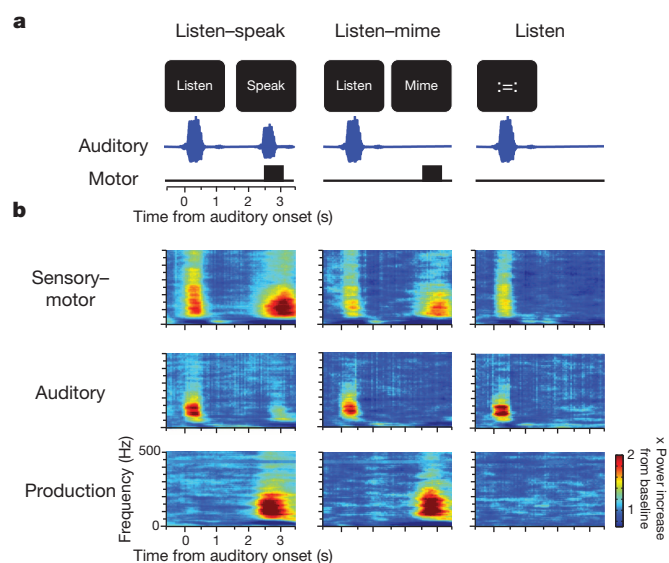 a
Listen–speak Listen–mime Listen
Listen Speak Listen Mime :=:
Auditory
Motor
0 1 2 3
Time from auditory onset (s)
b
Sensory–
motor
Auditory
Production
Frequency (Hz)
500
0
0 1 2 3
Time from auditory onset (s)
2
1
x Power increase
from baseline